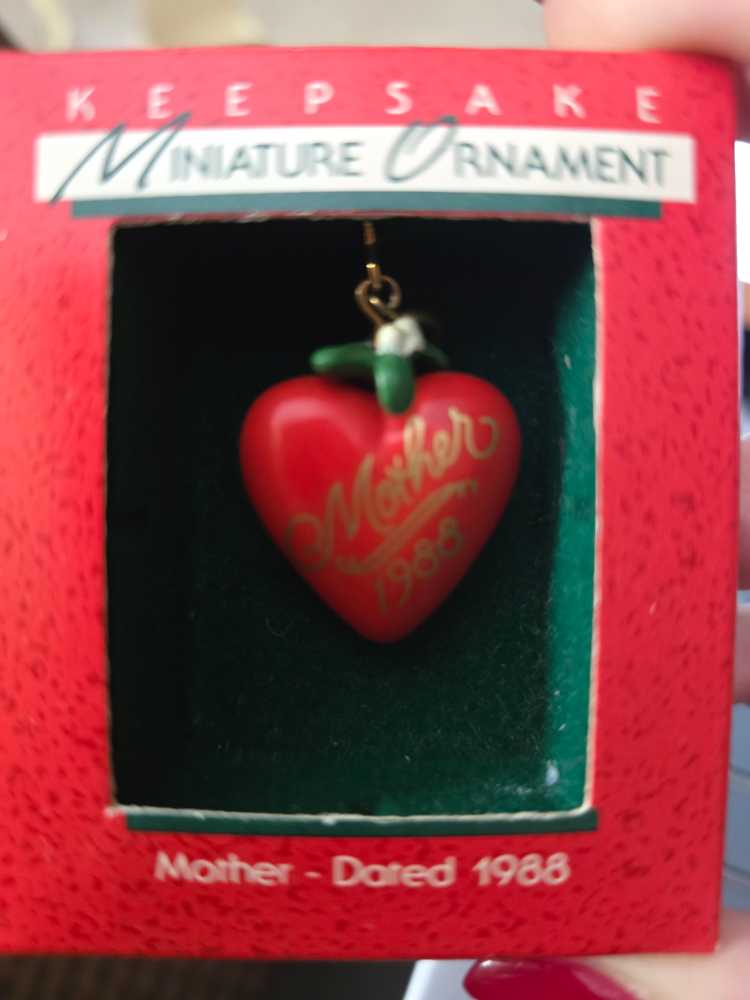 KEEPSAKE
MINIATURE ORNAMENT
Mother
1988
Mother - Dated 1988